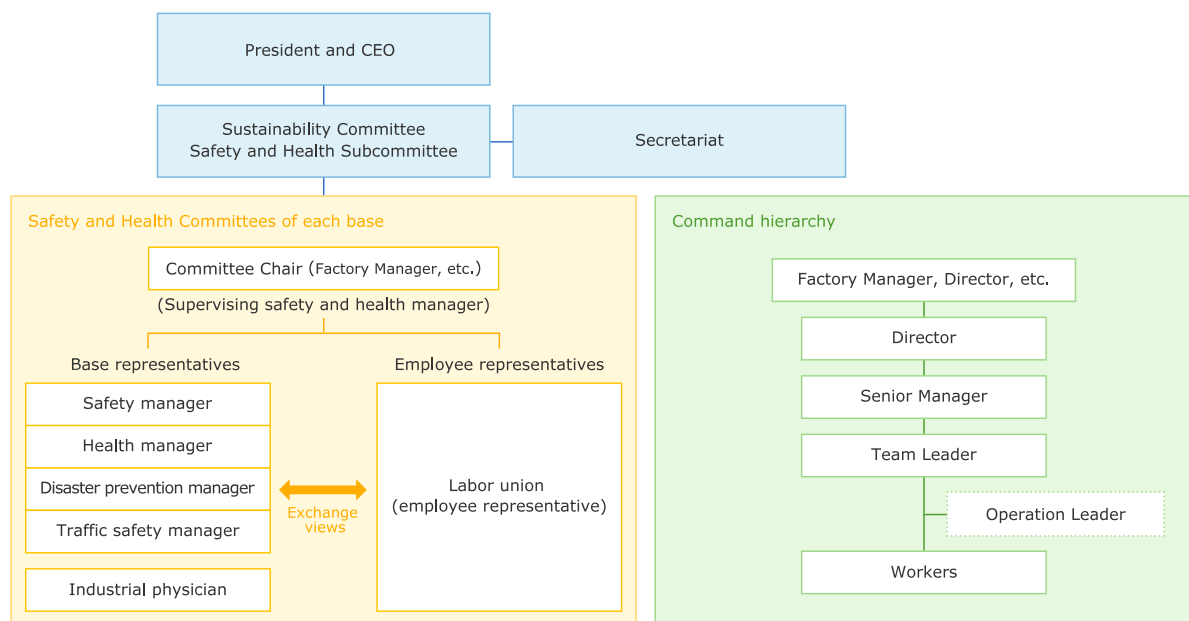 President and CEO
Sustainability Committee
Safety and Health Subcommittee
Secretariat
Safety and Health Committees of each base
Committee Chair (Factory Manager, etc.)
(Supervising safety and health manager)
Base representatives
Safety manager
Health manager
Disaster prevention manager
Traffic safety manager
Industrial physician
Exchange
views
Employee representatives
Labor union
(employee representative)
Command hierarchy
Factory Manager, Director, etc.
Director
Senior Manager
Team Leader
Operation Leader
Workers